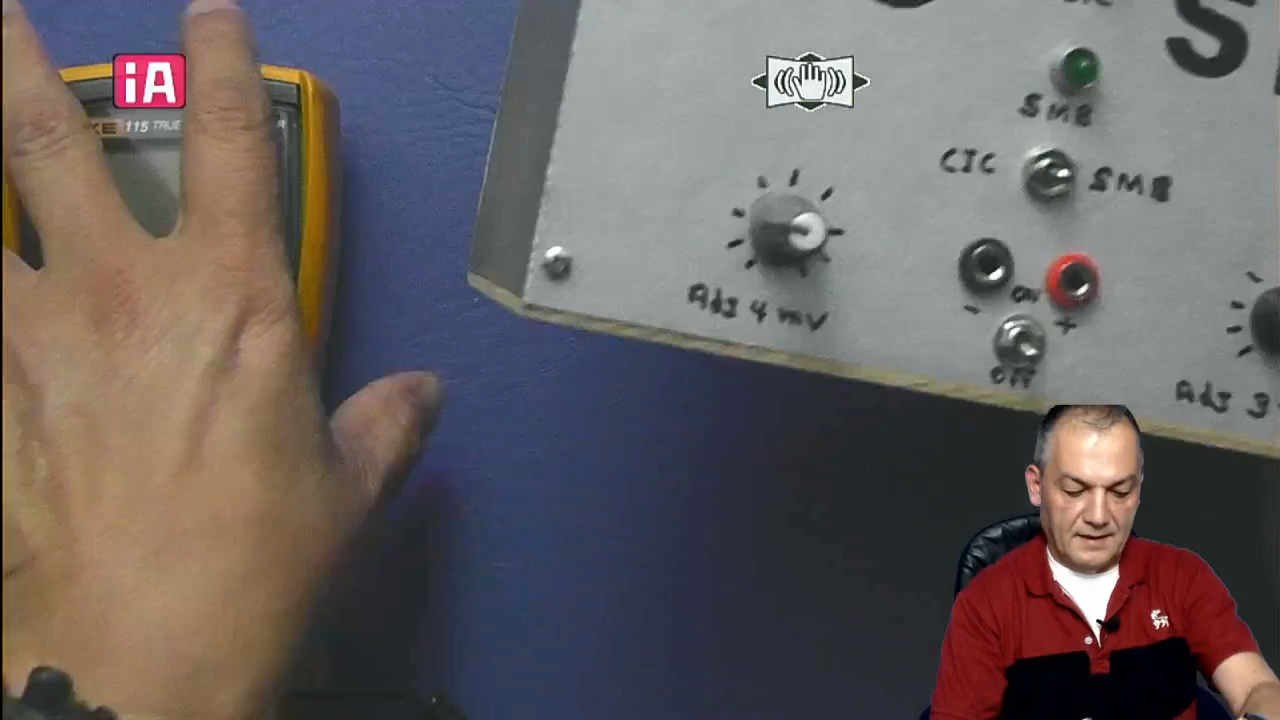 iA
115 TRUE
SMB
CIC
SMB
Adj 4 mV
-
ON
+
OFF
Adj 3